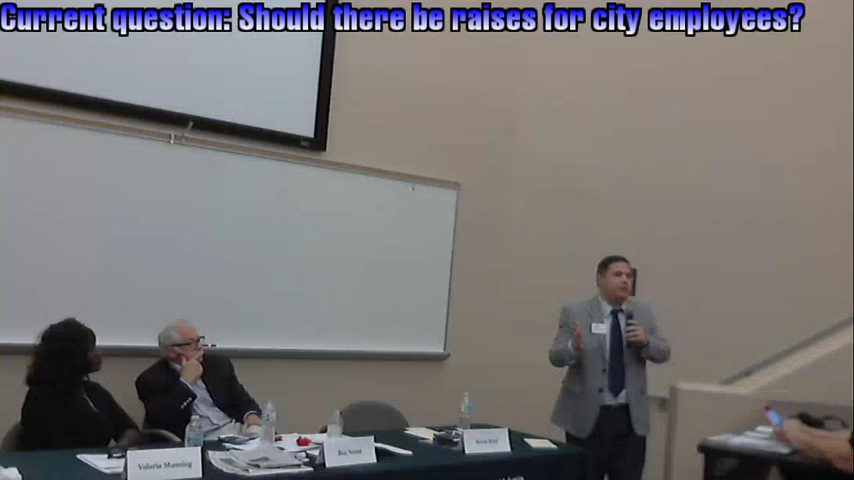 Current question: Should there be raises for city employees?
Valeria Manning